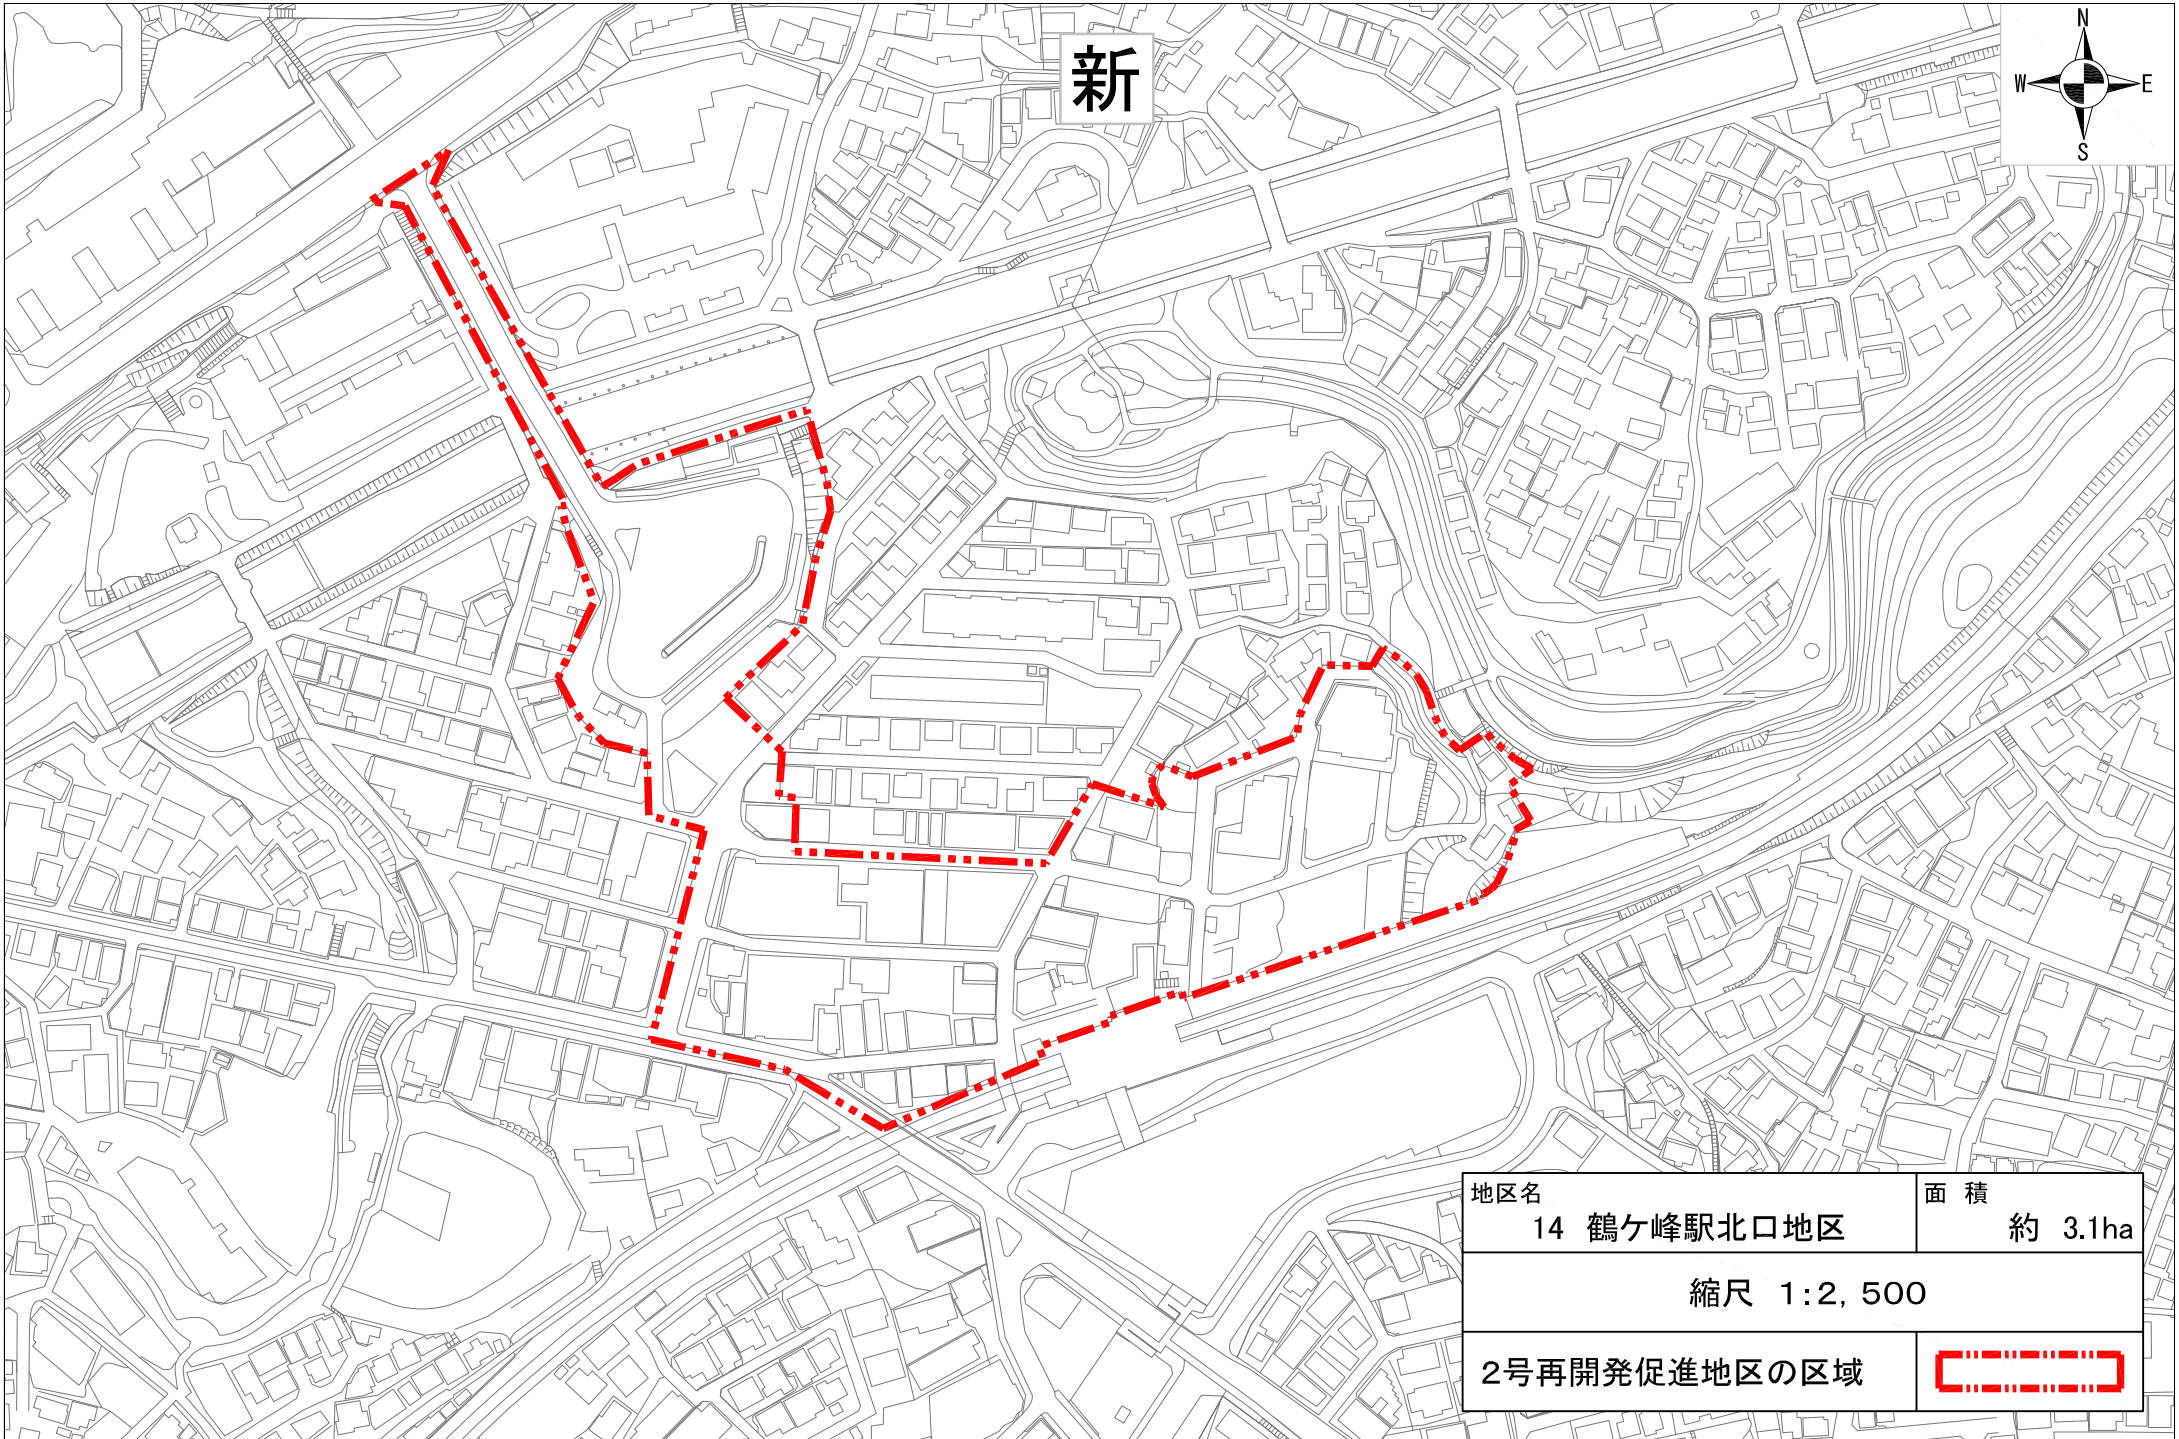 新
N
W E
S
地区名
14 鶴ケ峰駅北口地区
面 積
約 3.1ha
縮尺 1:2,500
2号再開発促進地区の区域